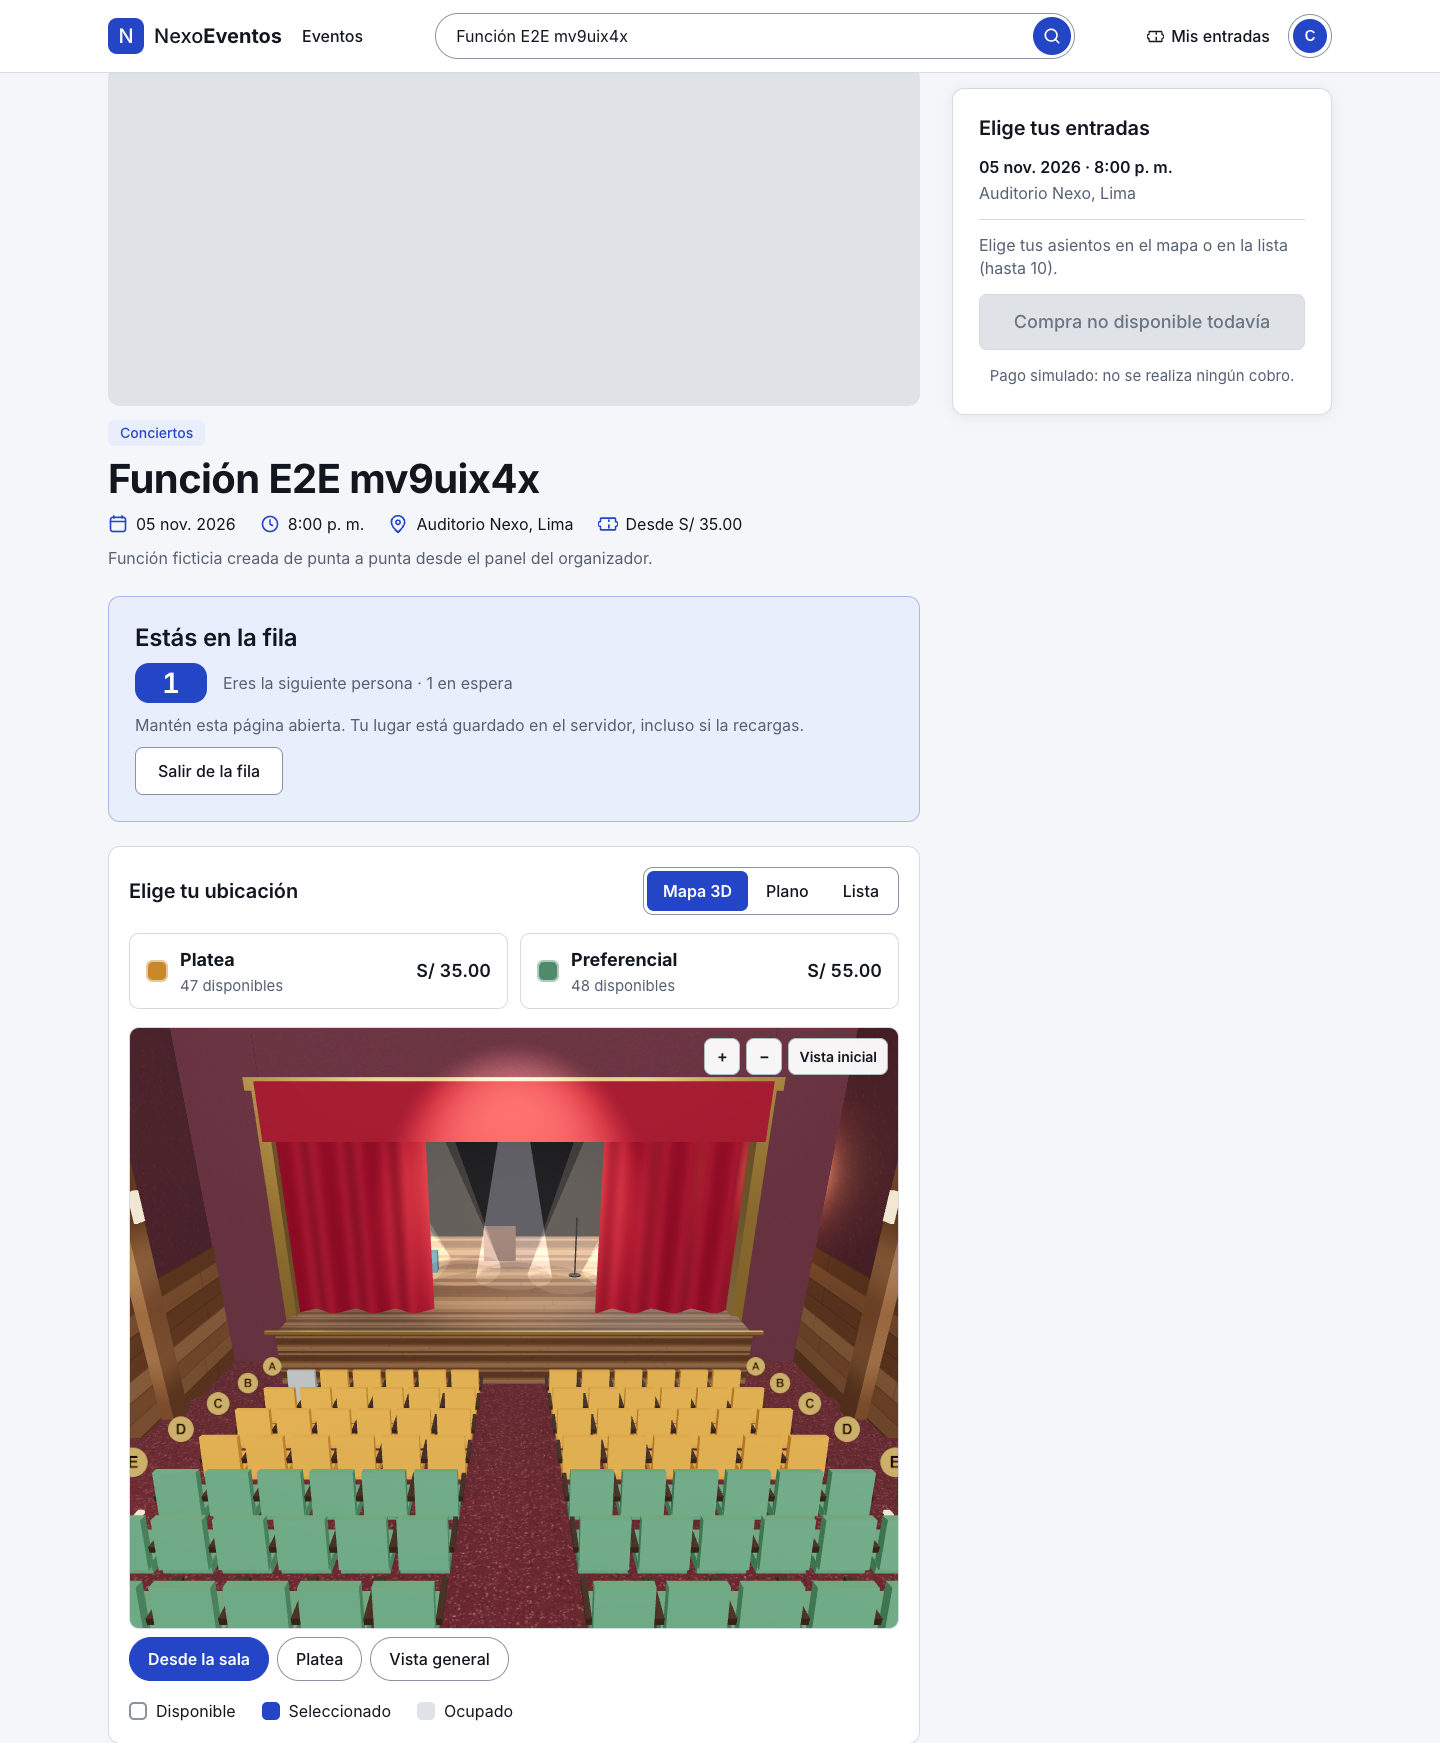 N NexoEventos Eventos Función E2E mv9uix4x Mis entradas C
Elige tus entradas
05 nov. 2026 · 8:00 p. m.
Auditorio Nexo, Lima
Elige tus asientos en el mapa o en la lista
(hasta 10).
Compra no disponible todavía
Pago simulado: no se realiza ningún cobro.
Conciertos
Función E2E mv9uix4x
05 nov. 2026 8:00 p. m. Auditorio Nexo, Lima Desde S/ 35.00
Función ficticia creada de punta a punta desde el panel del organizador.
Estás en la fila
1 Eres la siguiente persona · 1 en espera
Mantén esta página abierta. Tu lugar está guardado en el servidor, incluso si la recargas.
Salir de la fila
Elige tu ubicación Mapa 3D Plano Lista
Platea S/ 35.00
47 disponibles
Preferencial S/ 55.00
48 disponibles
+ − Vista inicial
A A
B B
C C
D D
E E
Desde la sala Platea Vista general
Disponible Seleccionado Ocupado